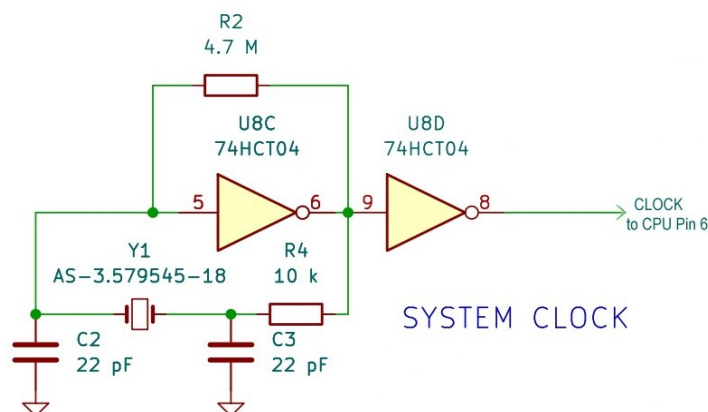 R2
4.7 M
U8C
74HCT04
U8D
74HCT04
5
6
9
8
CLOCK
to CPU Pin 6
Y1
AS-3.579545-18
R4
10 k
SYSTEM CLOCK
C2
22 pF
C3
22 pF